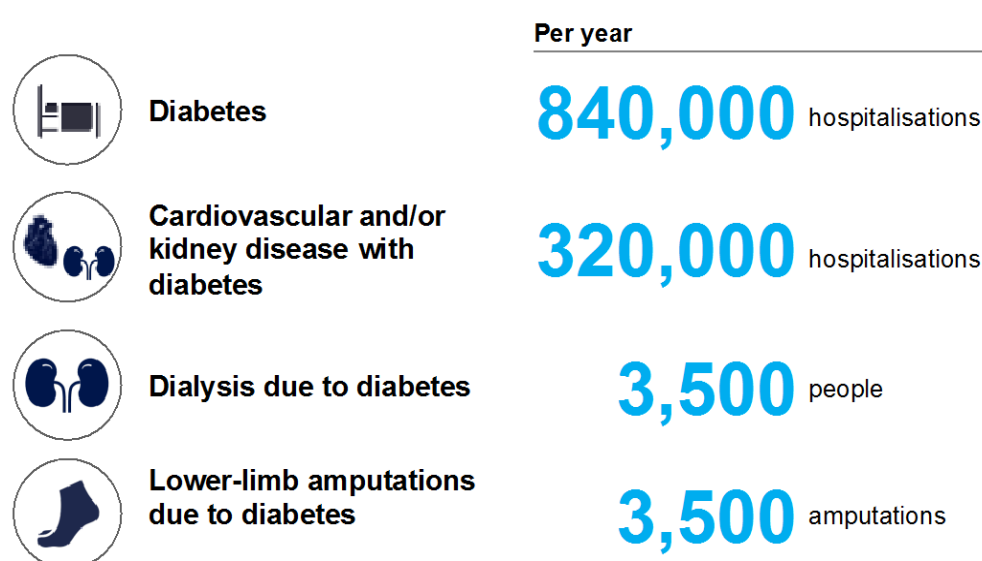 Per year
Diabetes
840,000 hospitalisations
Cardiovascular and/or
kidney disease with
diabetes
320,000 hospitalisations
Dialysis due to diabetes
3,500 people
Lower-limb amputations
due to diabetes
3,500 amputations